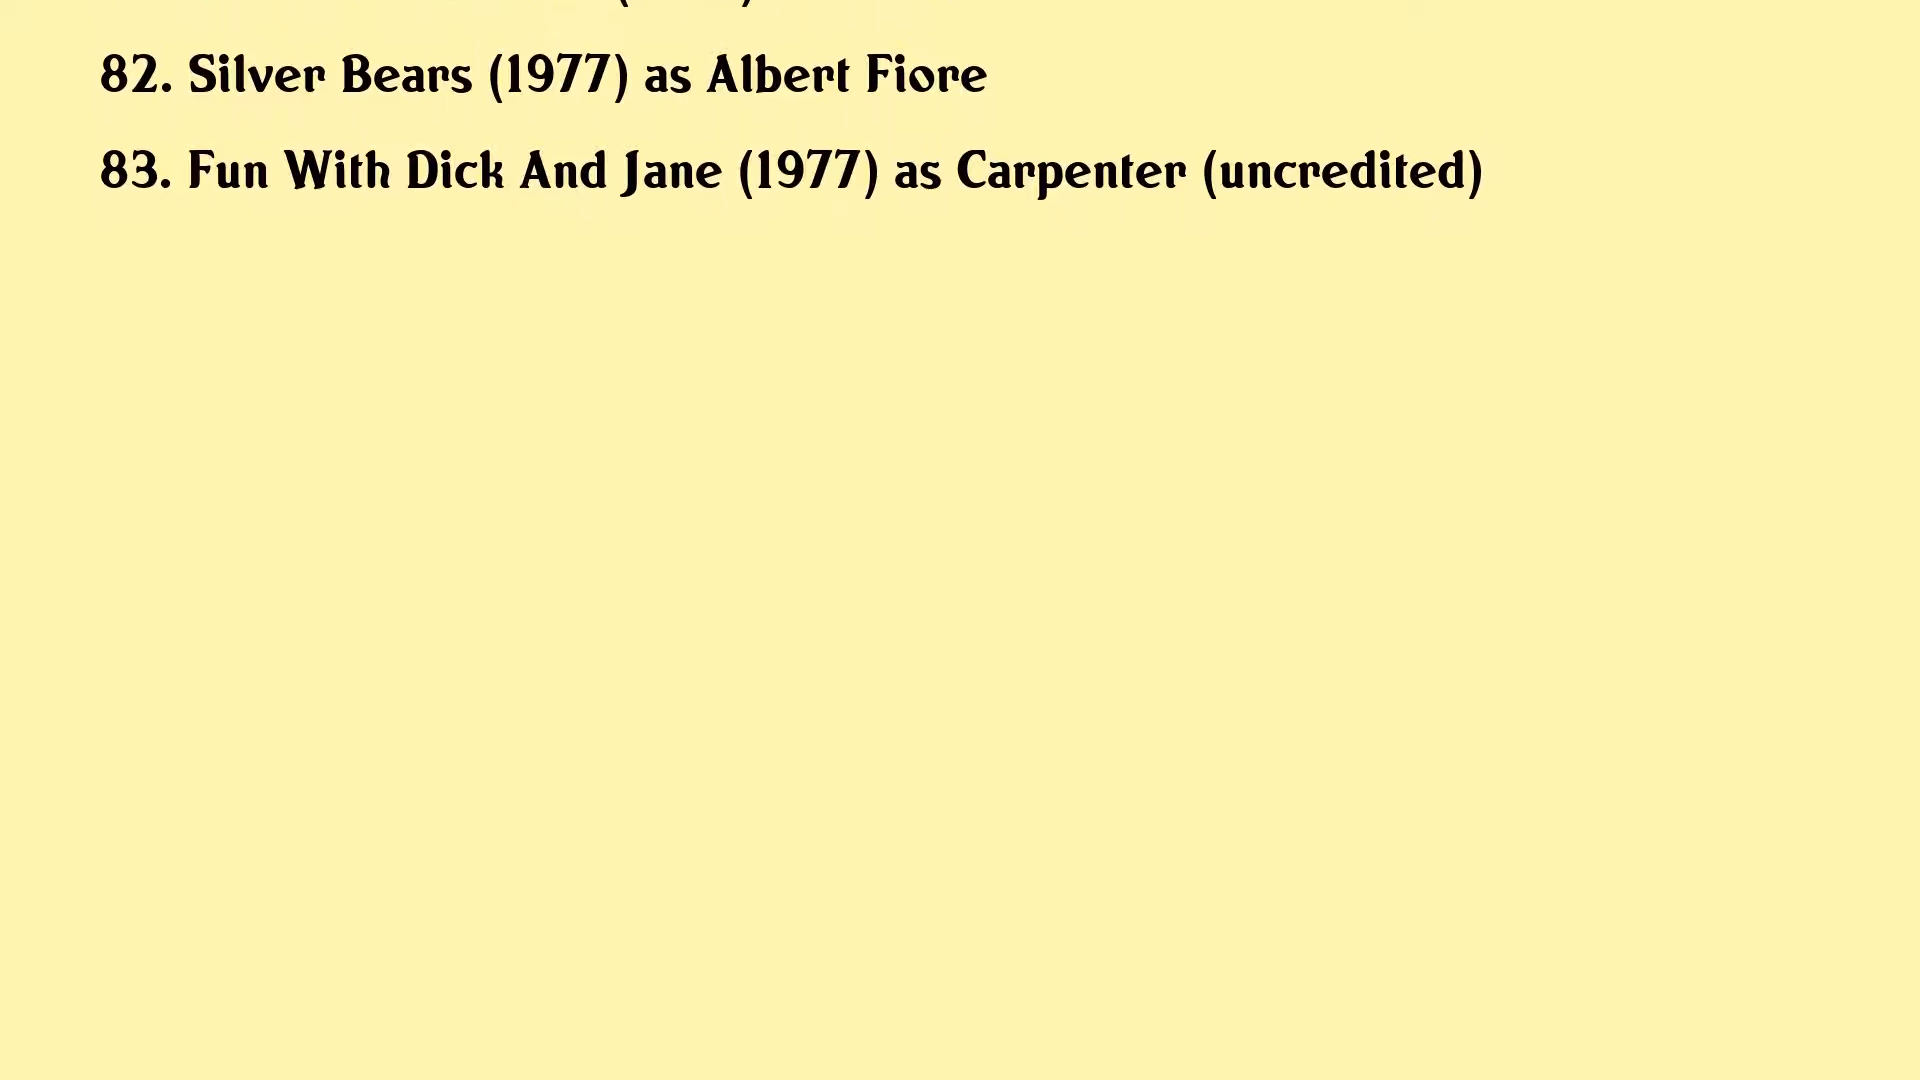 82. Silver Bears (1977) as Albert Fiore
83. Fun With Dick And Jane (1977) as Carpenter (uncredited)